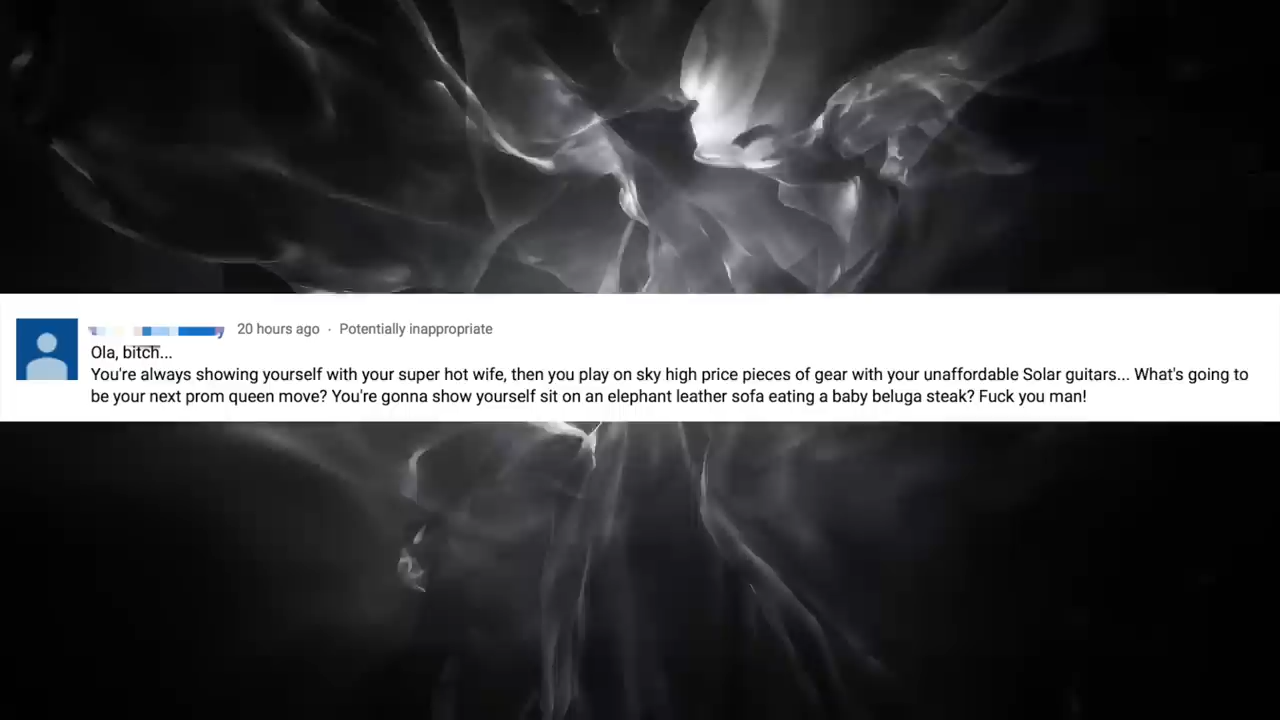 20 hours ago · Potentially inappropriate
Ola, bitch...
You're always showing yourself with your super hot wife, then you play on sky high price pieces of gear with your unaffordable Solar guitars... What's going to
be your next prom queen move? You're gonna show yourself sit on an elephant leather sofa eating a baby beluga steak? Fuck you man!